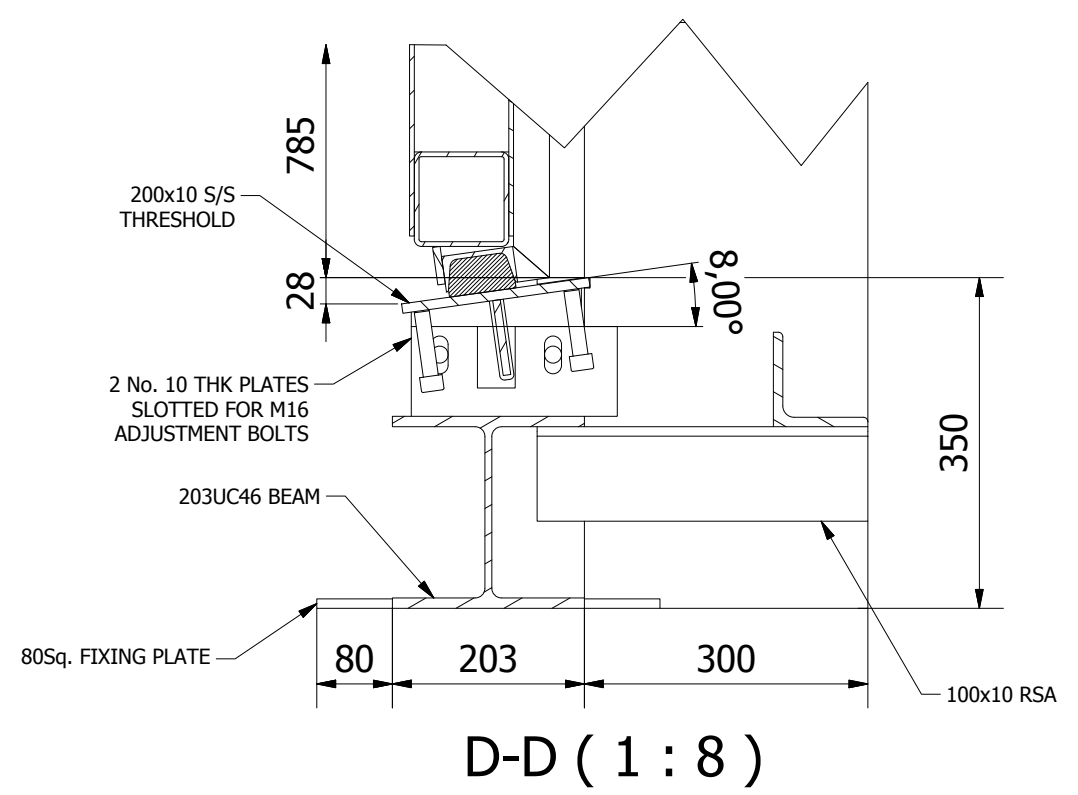 785
200x10 S/S
THRESHOLD
28
8,00°
2 No. 10 THK PLATES
SLOTTED FOR M16
ADJUSTMENT BOLTS
350
203UC46 BEAM
80Sq. FIXING PLATE
80
203
300
100x10 RSA
D-D ( 1 : 8 )